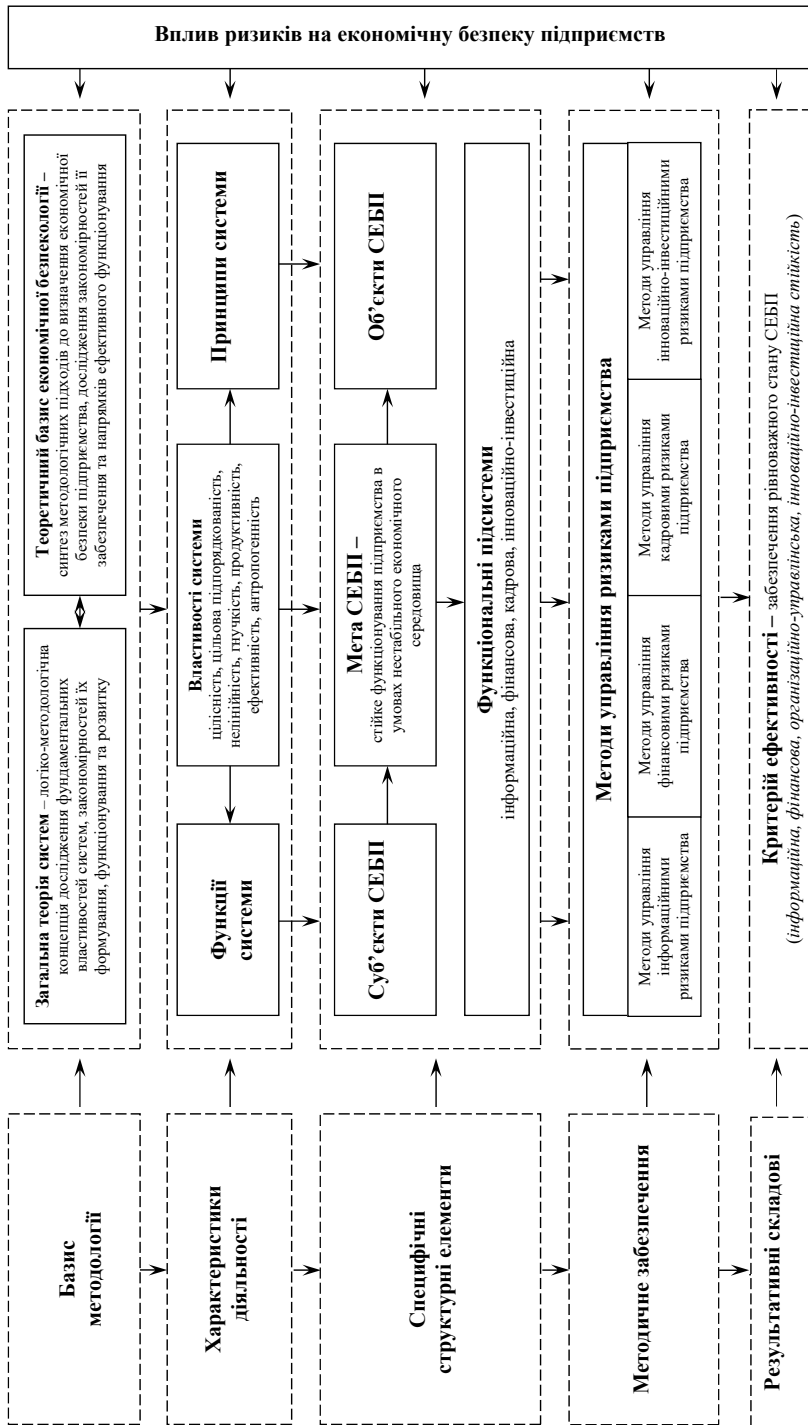 Базис
методології
Загальна теорія систем – логіко-методологічна
концепція дослідження фундаментальних
властивостей систем, закономірностей їх
формування, функціонування та розвитку
Теоретичний базис економічної безпекології –
синтез методологічних підходів до визначення економічної
безпеки підприємства, дослідження закономірностей її
забезпечення та напрямків ефективного функціонування
Характеристики
діяльності
Функції
системи
Властивості системи
цілісність, цільова підпорядкованість,
нелінійність, гнучкість, продуктивність,
ефективність, антропогенність
Принципи системи
Специфічні
структурні елементи
Суб’єкти СЕБП
Мета СЕБП –
стійке функціонування підприємства в
умовах нестабільного економічного
середовища
Об’єкти СЕБП
Функціональні підсистеми
інформаційна, фінансова, кадрова, інноваційно-інвестиційна
Методичне забезпечення
Методи управління ризиками підприємства
Методи управління
інформаційними
ризиками підприємства
Методи управління
фінансовими ризиками
підприємства
Методи управління
кадровими ризиками
підприємства
Методи управління
інноваційно-інвестиційними
ризиками підприємства
Результативні складові
Критерій ефективності – забезпечення рівноважного стану СЕБП
(інформаційна, фінансова, організаційно-управлінська, інноваційно-інвестиційна стійкість)
Вплив ризиків на економічну безпеку підприємств